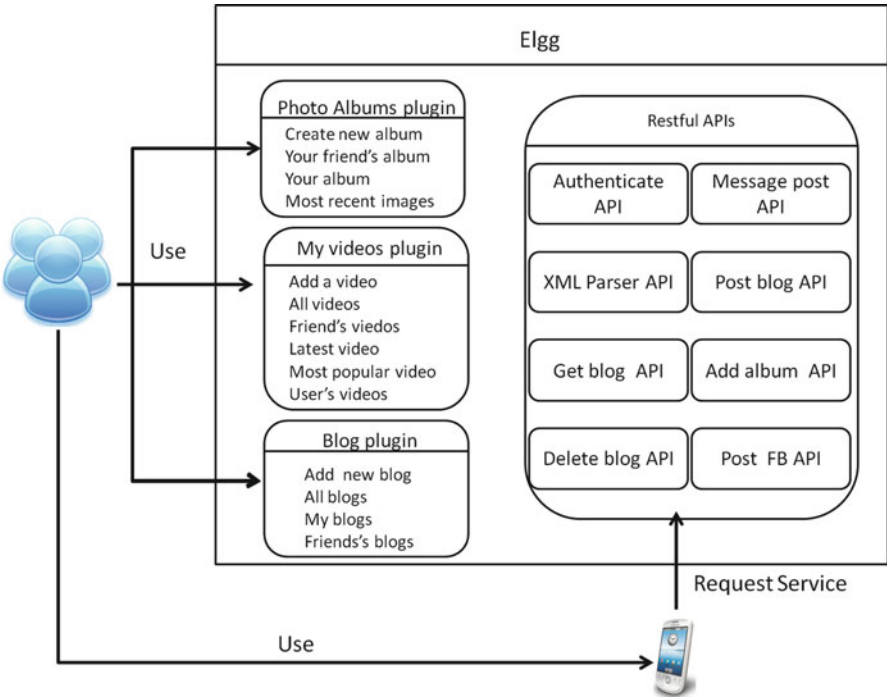 Elgg
Photo Albums plugin
Create new album
Your friend's album
Your album
Most recent images
Use
My videos plugin
Add a video
All videos
Friend's viedos
Latest video
Most popular video
User's videos
Blog plugin
Add new blog
All blogs
My blogs
Friends's blogs
Restful APIs
Authenticate
API
Message post
API
XML Parser API
Post blog API
Get blog API
Add album API
Delete blog API
Post FB API
Request Service
Use